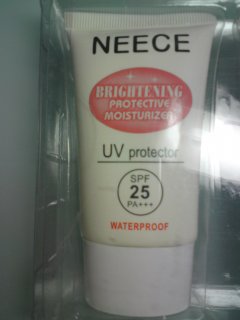 NEECE
BRIGHTENING
PROTECTIVE
MOISTURIZER
UV protector
SPF
25
PA+++
WATERPROOF